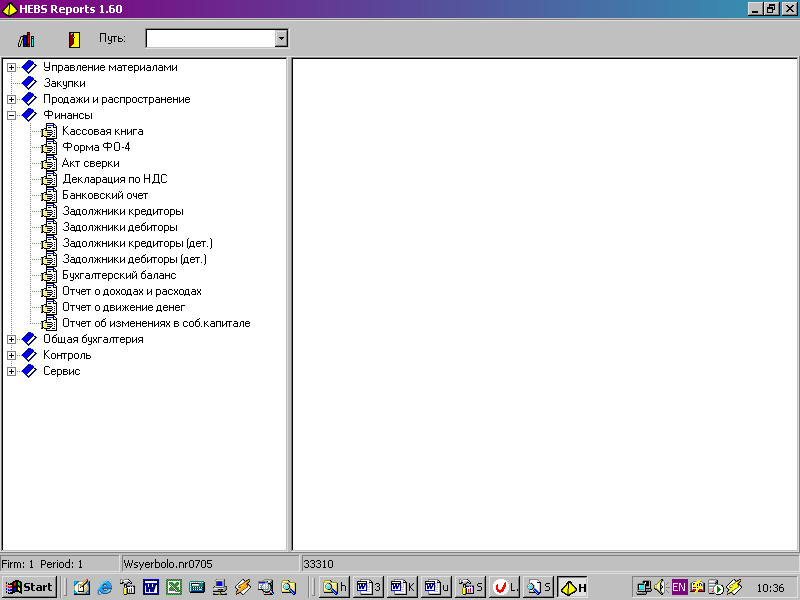 HEBS Reports 1.60
Путь:
Управление материалами
Закупки
Продажи и распространение
Финансы
Кассовая книга
Форма ФО-4
Акт сверки
Декларация по НДС
Банковский счет
Задолжники кредиторы
Задолжники дебиторы
Задолжники кредиторы (дет.)
Задолжники дебиторы (дет.)
Бухгалтерский баланс
Отчет о доходах и расходах
Отчет о движение денег
Отчет об изменениях в соб.капитале
Общая бухгалтерия
Контроль
Сервис
Firm: 1 Period: 1 Wsyerbolo.nr0705 33310
Start h 3 K u S L. S H EN 10:36